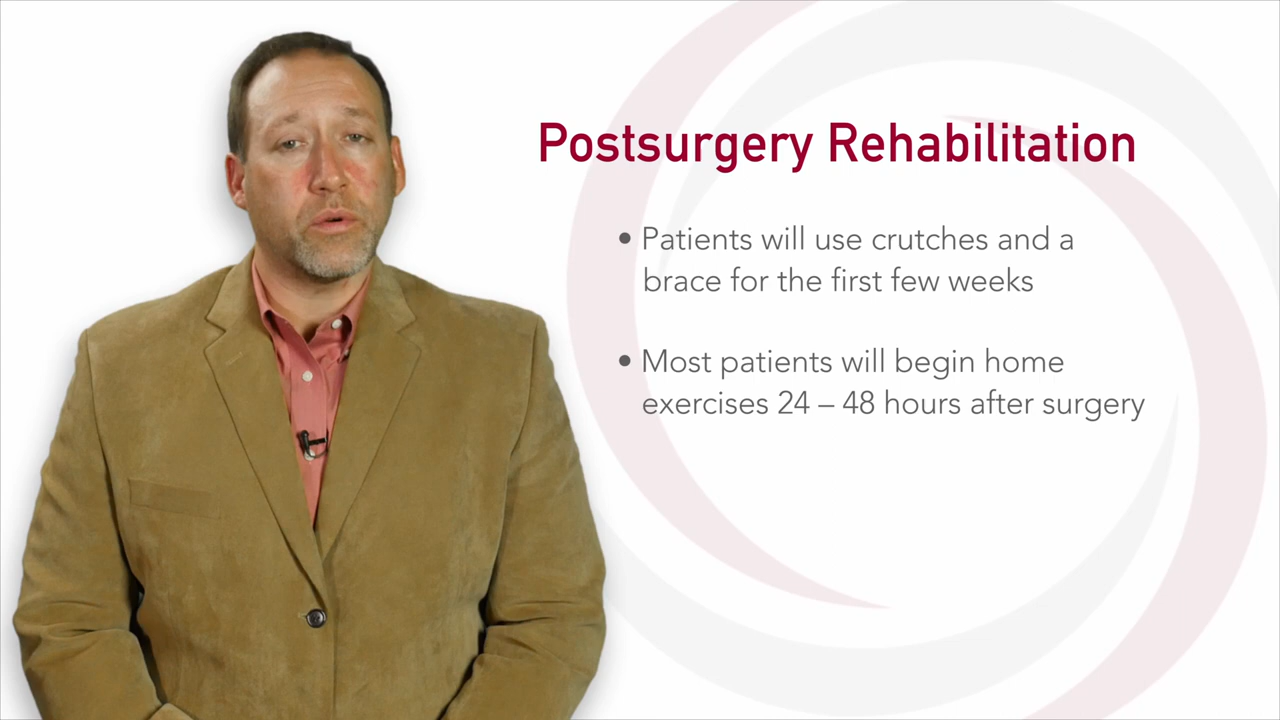 Postsurgery Rehabilitation
• Patients will use crutches and a
brace for the first few weeks
• Most patients will begin home
exercises 24 – 48 hours after surgery